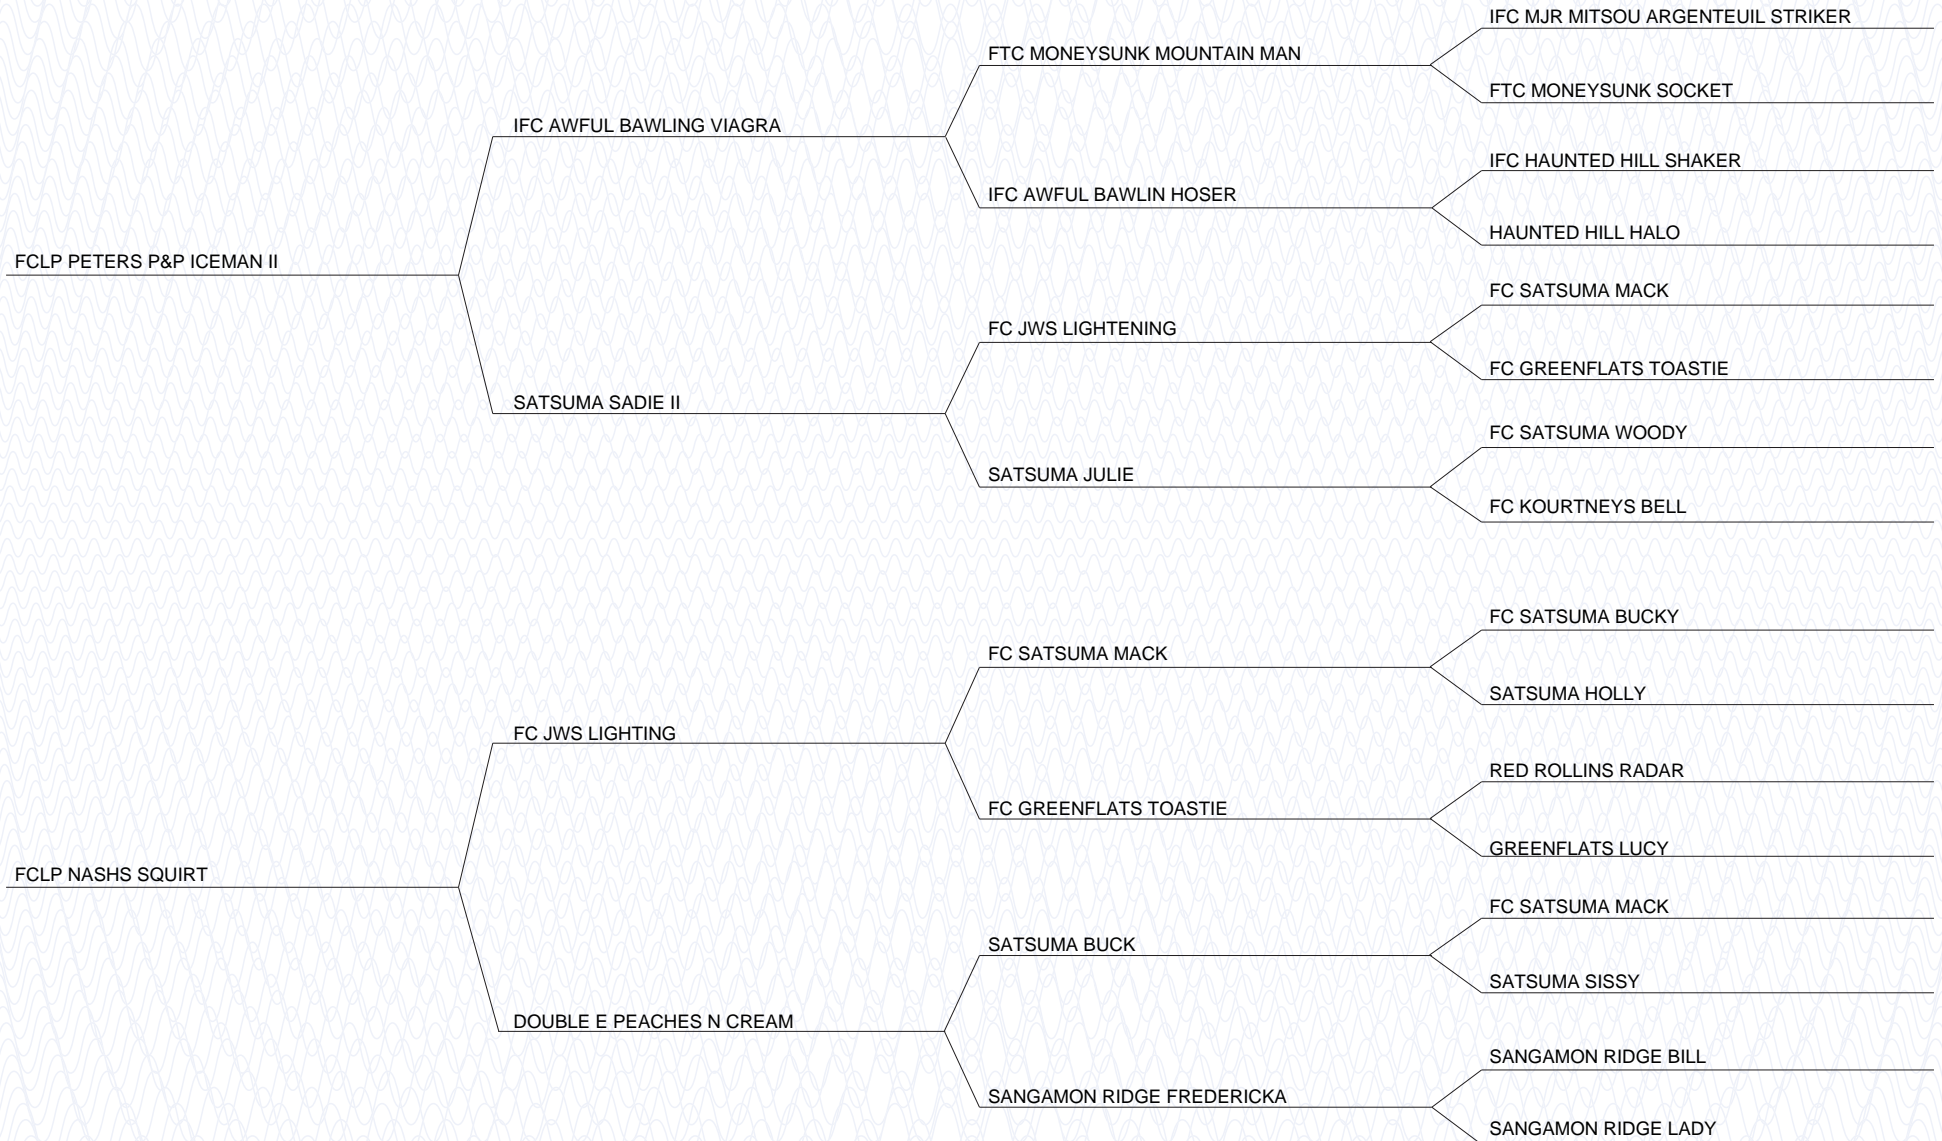 IFC MJR MITSOU ARGENTEUIL STRIKER
FTC MONEYSUNK MOUNTAIN MAN
FTC MONEYSUNK SOCKET
IFC AWFUL BAWLING VIAGRA
IFC HAUNTED HILL SHAKER
IFC AWFUL BAWLIN HOSER
HAUNTED HILL HALO
FCLP PETERS P&P ICEMAN II
FC SATSUMA MACK
FC JWS LIGHTENING
FC GREENFLATS TOASTIE
SATSUMA SADIE II
FC SATSUMA WOODY
SATSUMA JULIE
FC KOURTNEYS BELL
FC SATSUMA BUCKY
FC SATSUMA MACK
SATSUMA HOLLY
FC JWS LIGHTING
RED ROLLINS RADAR
FC GREENFLATS TOASTIE
GREENFLATS LUCY
FCLP NASHS SQUIRT
FC SATSUMA MACK
SATSUMA BUCK
SATSUMA SISSY
DOUBLE E PEACHES N CREAM
SANGAMON RIDGE BILL
SANGAMON RIDGE FREDERICKA
SANGAMON RIDGE LADY